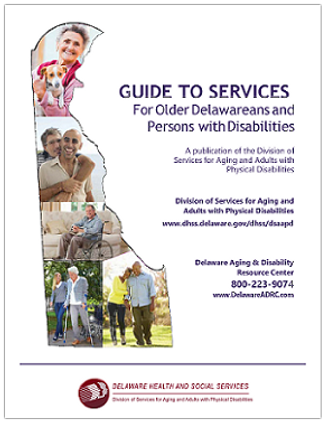 GUIDE TO SERVICES
For Older Delawareans and
Persons with Disabilities
A publication of the Division of
Services for Aging and Adults with
Physical Disabilities
Division of Services for Aging and
Adults with Physical Disabilities
www.dhss.delaware.gov/dhss/dsaapd
Delaware Aging & Disability
Resource Center
800-223-9074
www.DelawareADRC.com
DELAWARE HEALTH AND SOCIAL SERVICES
Division of Services for Aging and Adults with Physical Disabilities